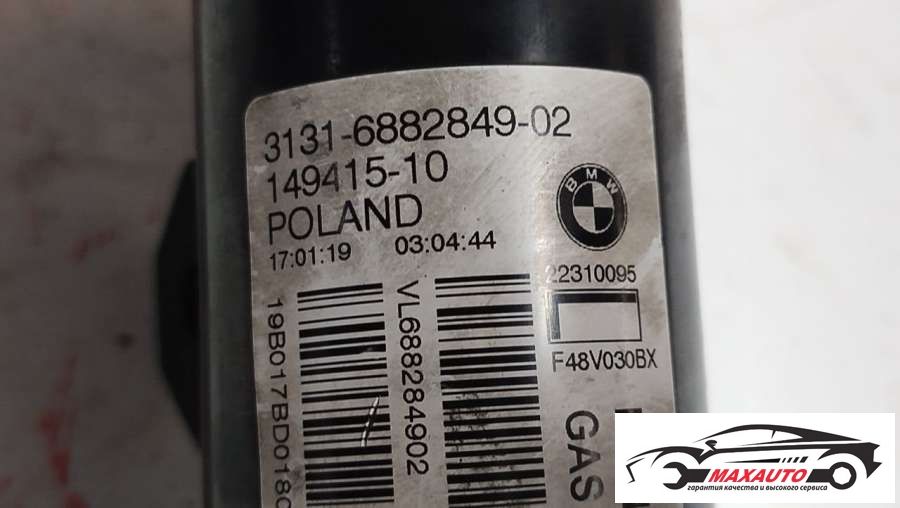 3131-6882849-02
149415-10
POLAND
17:01:19 03:04:44
BMW
22310095
F48V030BX
19B017BD018
VL688284902
GAS
MAXAUTO
гарантия качества и высокого сервиса